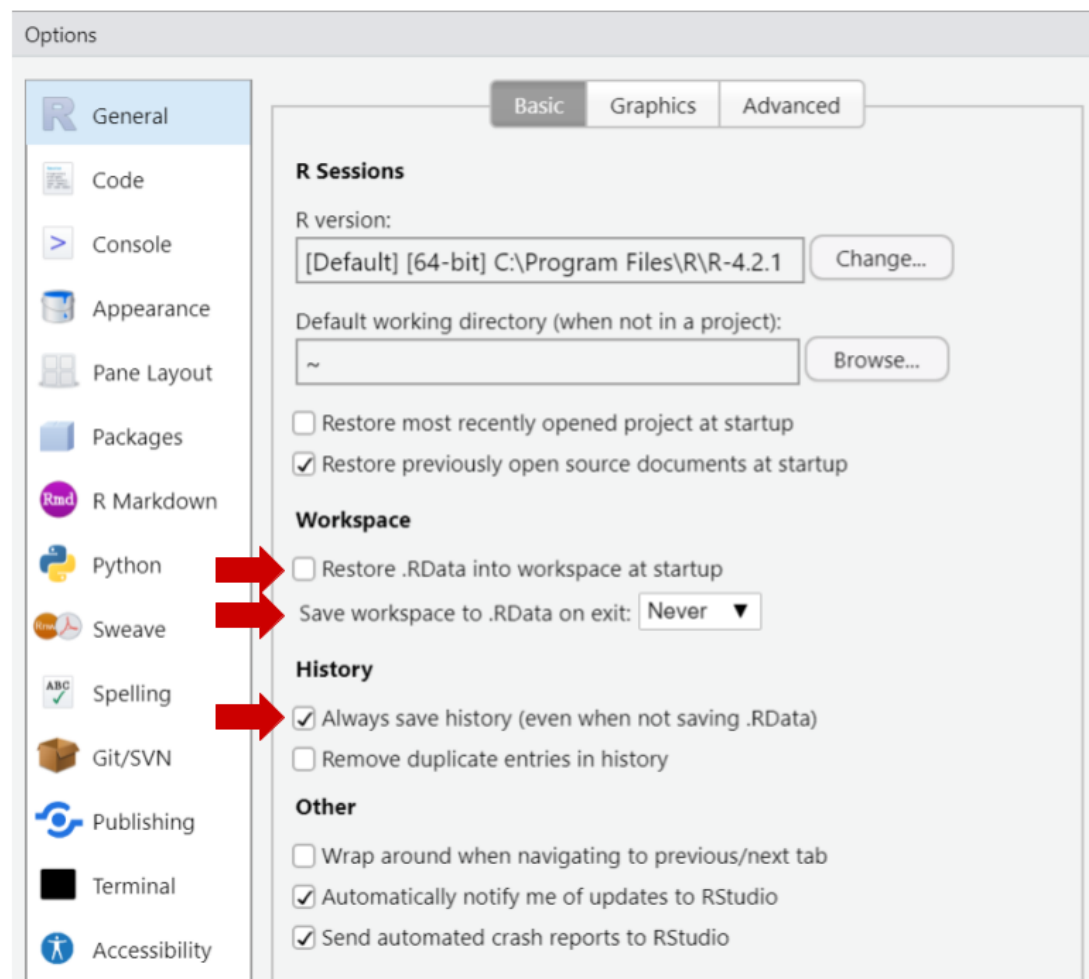 Options
General
Code
Console
Appearance
Pane Layout
Packages
Rmd R Markdown
Python
Rnw Sweave
ABC Spelling
Git/SVN
Publishing
Terminal
Accessibility
Basic Graphics Advanced
R Sessions
R version:
[Default] [64-bit] C:\Program Files\R\R-4.2.1 Change...
Default working directory (when not in a project):
~ Browse...
Restore most recently opened project at startup
Restore previously open source documents at startup
Workspace
Restore .RData into workspace at startup
Save workspace to .RData on exit: Never ▼
History
Always save history (even when not saving .RData)
Remove duplicate entries in history
Other
Wrap around when navigating to previous/next tab
Automatically notify me of updates to RStudio
Send automated crash reports to RStudio